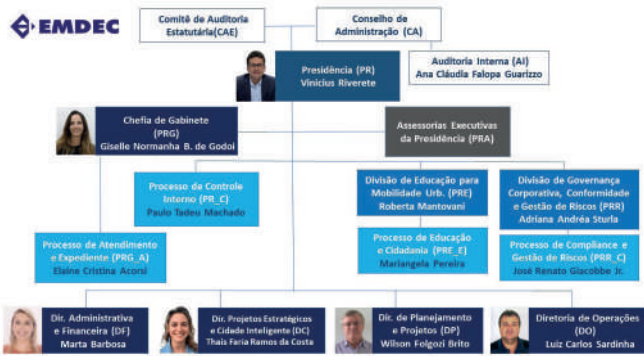 EMDEC
Comitê de Auditoria
Estatutária(CAE)
Conselho de
Administração (CA)
Auditoria Interna (AI)
Ana Cláudia Falopa Guarizzo
Presidência (PR)
Vinicius Riverete
Chefia de Gabinete
(PRG)
Giselle Normanha B. de Godoi
Assessorias Executivas
da Presidência (PRA)
Processo de Controle
Interno (PR_C)
Paulo Tadeu Machado
Divisão de Educação para
Mobilidade Urb. (PRE)
Roberta Mantovani
Divisão de Governança
Corporativa, Conformidade
e Gestão de Riscos (PRR)
Adriana Andréa Sturla
Processo de Atendimento
e Expediente (PRG_A)
Elaine Cristina Acorsi
Processo de Educação
e Cidadania (PRE_E)
Mariangela Pereira
Processo de Compliance e
Gestão de Riscos (PRR_C)
José Renato Giacobbe Jr.
Dir. Administrativa
e Financeira (DF)
Marta Barbosa
Dir. Projetos Estratégicos
e Cidade Inteligente (DC)
Thais Faria Ramos da Costa
Dir. de Planejamento
e Projetos (DP)
Wilson Folgozi Brito
Diretoria de Operações
(DO)
Luiz Carlos Sardinha